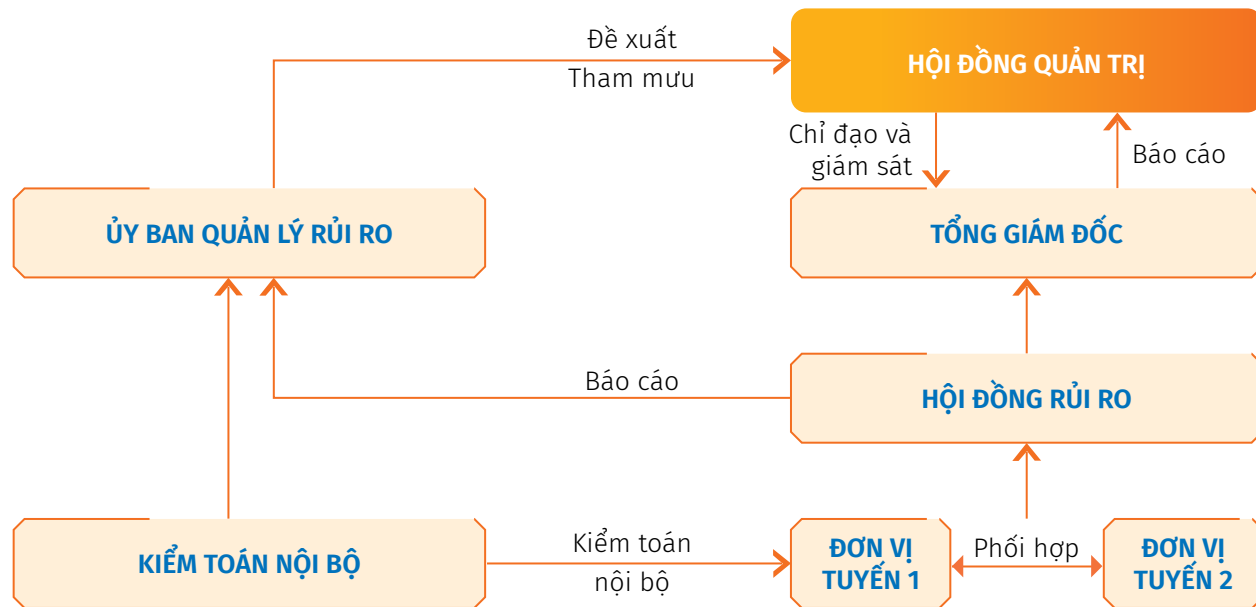 Đề xuất
Tham mưu
HỘI ĐỒNG QUẢN TRỊ
Chỉ đạo và
giám sát
Báo cáo
ỦY BAN QUẢN LÝ RỦI RO
TỔNG GIÁM ĐỐC
Báo cáo
HỘI ĐỒNG RỦI RO
KIỂM TOÁN NỘI BỘ
Kiểm toán
nội bộ
ĐƠN VỊ
TUYẾN 1
Phối hợp
ĐƠN VỊ
TUYẾN 2